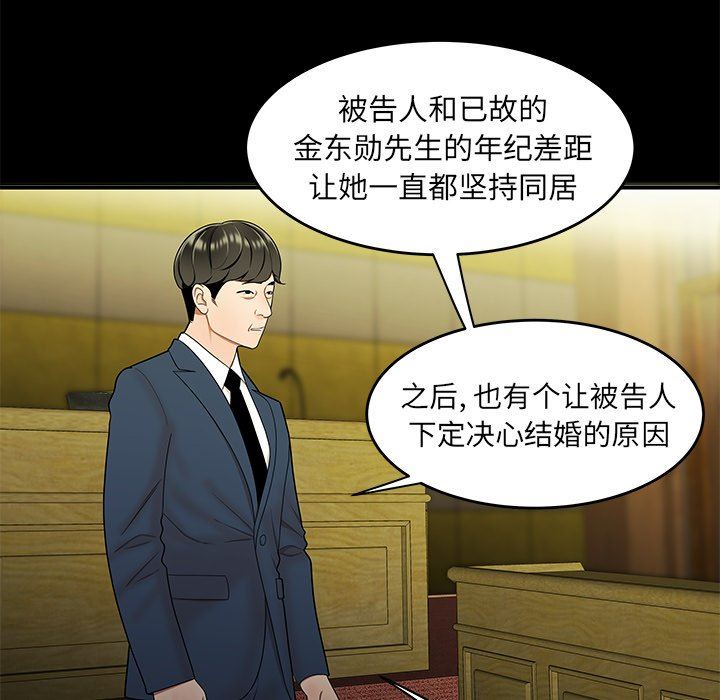 被告人和已故的
金东勋先生的年纪差距
让她一直都坚持同居
之后, 也有个让被告人
下定决心结婚的原因